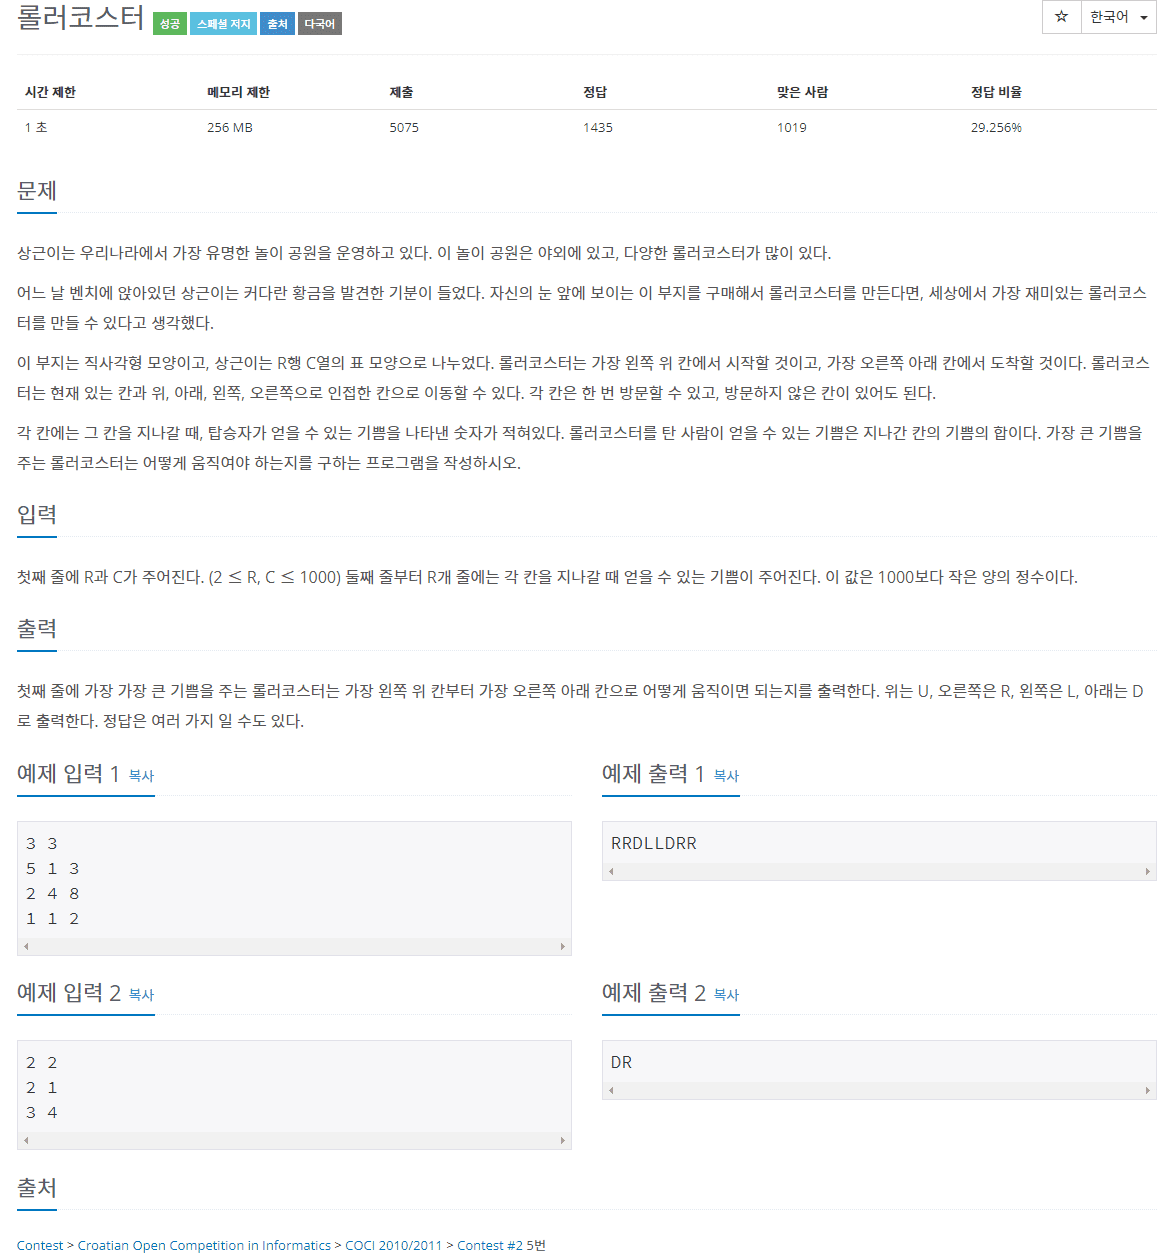 롤러코스터 성공 스페셜 저지 출처 다국어
☆ 한국어
시간 제한 메모리 제한 제출 정답 맞은 사람 정답 비율
1 초 256 MB 5075 1435 1019 29.256%
문제
상근이는 우리나라에서 가장 유명한 놀이 공원을 운영하고 있다. 이 놀이 공원은 야외에 있고, 다양한 롤러코스터가 많이 있다.
어느 날 벤치에 앉아있던 상근이는 커다란 황금을 발견한 기분이 들었다. 자신의 눈 앞에 보이는 이 부지를 구매해서 롤러코스터를 만든다면, 세상에서 가장 재미있는 롤러코스
터를 만들 수 있다고 생각했다.
이 부지는 직사각형 모양이고, 상근이는 R행 C열의 표 모양으로 나누었다. 롤러코스터는 가장 왼쪽 위 칸에서 시작할 것이고, 가장 오른쪽 아래 칸에서 도착할 것이다. 롤러코스
터는 현재 있는 칸과 위, 아래, 왼쪽, 오른쪽으로 인접한 칸으로 이동할 수 있다. 각 칸은 한 번 방문할 수 있고, 방문하지 않은 칸이 있어도 된다.
각 칸에는 그 칸을 지나갈 때, 탑승자가 얻을 수 있는 기쁨을 나타낸 숫자가 적혀있다. 롤러코스터를 탄 사람이 얻을 수 있는 기쁨은 지나간 칸의 기쁨의 합이다. 가장 큰 기쁨을
주는 롤러코스터는 어떻게 움직여야 하는지를 구하는 프로그램을 작성하시오.
입력
첫째 줄에 R과 C가 주어진다. (2 ≤ R, C ≤ 1000) 둘째 줄부터 R개 줄에는 각 칸을 지나갈 때 얻을 수 있는 기쁨이 주어진다. 이 값은 1000보다 작은 양의 정수이다.
출력
첫째 줄에 가장 가장 큰 기쁨을 주는 롤러코스터는 가장 왼쪽 위 칸부터 가장 오른쪽 아래 칸으로 어떻게 움직이면 되는지를 출력한다. 위는 U, 오른쪽은 R, 왼쪽은 L, 아래는 D
로 출력한다. 정답은 여러 가지 일 수도 있다.
예제 입력 1 복사
3 3
5 1 3
2 4 8
1 1 2
예제 출력 1 복사
RRDLLDRR
예제 입력 2 복사
2 2
2 1
3 4
예제 출력 2 복사
DR
출처
Contest > Croatian Open Competition in Informatics > COCI 2010/2011 > Contest #2 5번